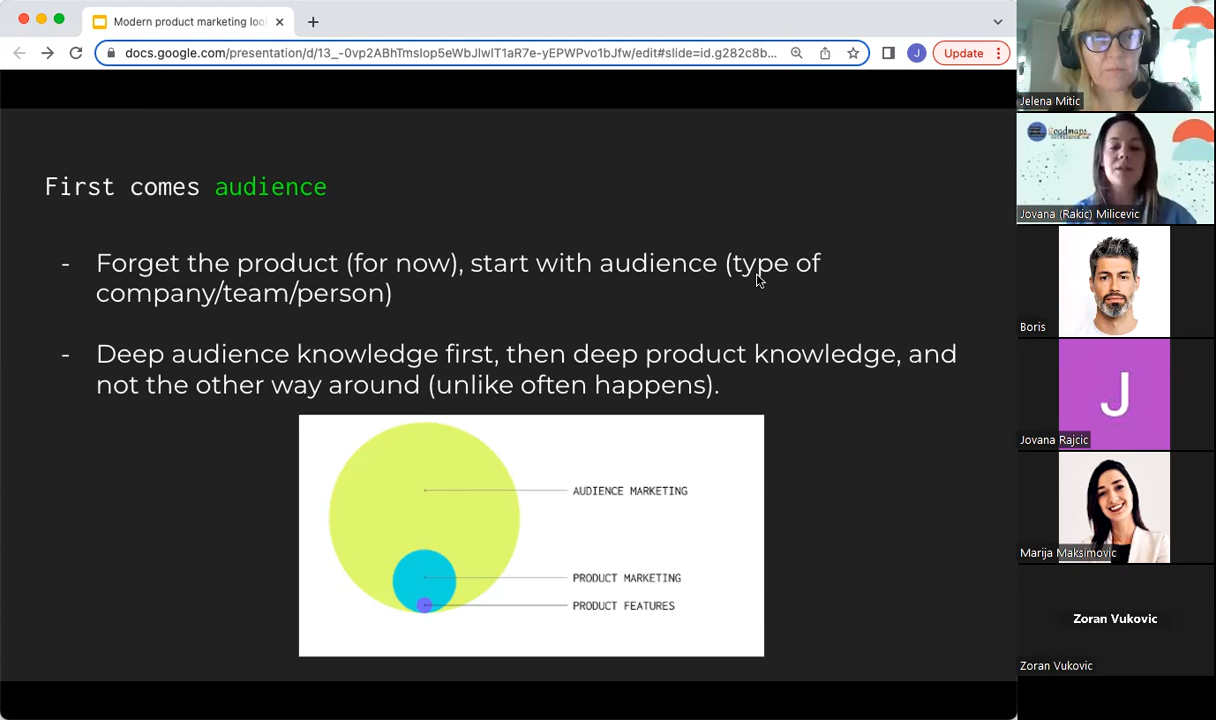 Modern product marketing loo
docs.google.com/presentation/d/13_-0vp2ABhTmsIop5eWbJlwIT1aR7e-yEPWPvo1bJfw/edit#slide=id.g282c8b...
J
Update
First comes audience
- Forget the product (for now), start with audience (type of
company/team/person)
- Deep audience knowledge first, then deep product knowledge, and
not the other way around (unlike often happens).
AUDIENCE MARKETING
PRODUCT MARKETING
PRODUCT FEATURES
Jelena Mitic
Jovana (Rakic) Milicevic
Boris
J
Jovana Rajcic
Marija Maksimovic
Zoran Vukovic
Zoran Vukovic